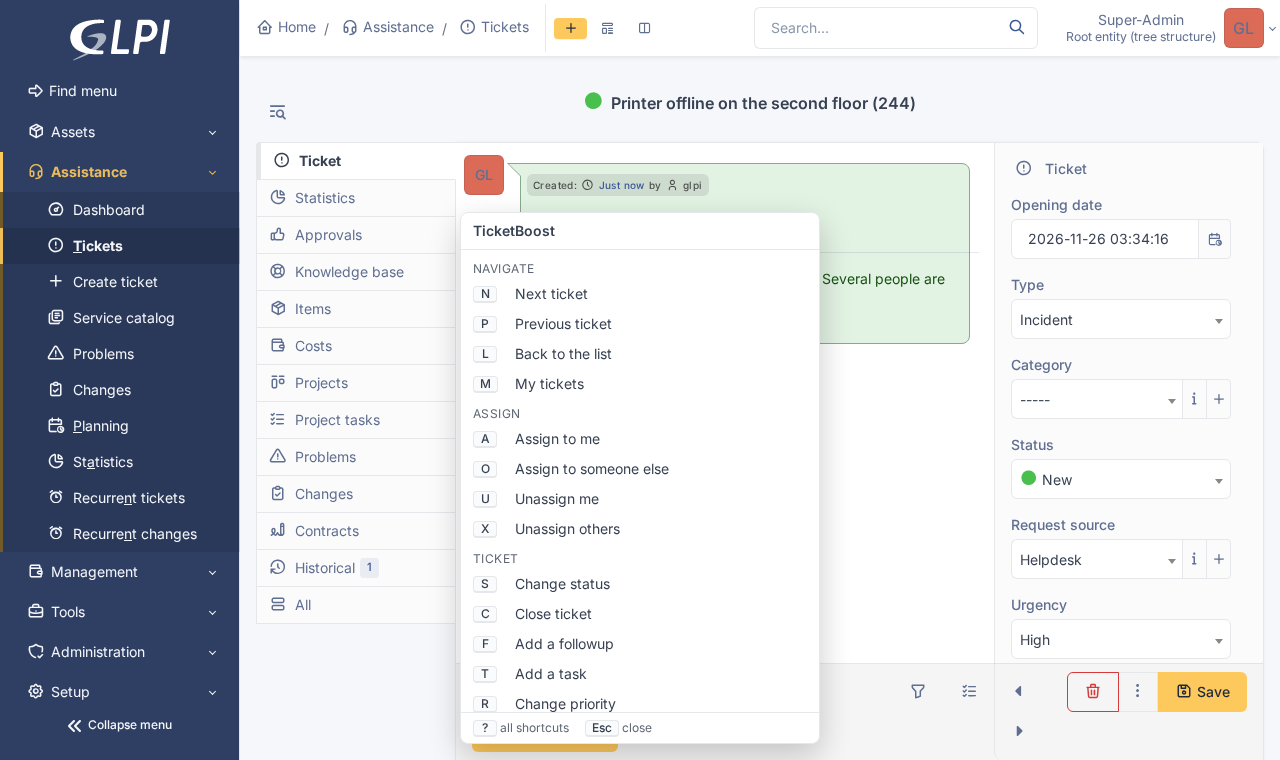 GLPI
Find menu
Assets
Assistance
Dashboard
Tickets
Create ticket
Service catalog
Problems
Changes
Planning
Statistics
Recurrent tickets
Recurrent changes
Management
Tools
Administration
Setup
Collapse menu
Home / Assistance / Tickets
Search...
Super-Admin
Root entity (tree structure)
GL
Printer offline on the second floor (244)
Ticket
Statistics
Approvals
Knowledge base
Items
Costs
Projects
Project tasks
Problems
Changes
Contracts
Historical 1
All
GL
Created: Just now by glpi
Several people are
TicketBoost
NAVIGATE
N Next ticket
P Previous ticket
L Back to the list
M My tickets
ASSIGN
A Assign to me
O Assign to someone else
U Unassign me
X Unassign others
TICKET
S Change status
C Close ticket
F Add a followup
T Add a task
R Change priority
? all shortcuts Esc close
Ticket
Opening date
2026-11-26 03:34:16
Type
Incident
Category
-----
Status
New
Request source
Helpdesk
Urgency
High
Save